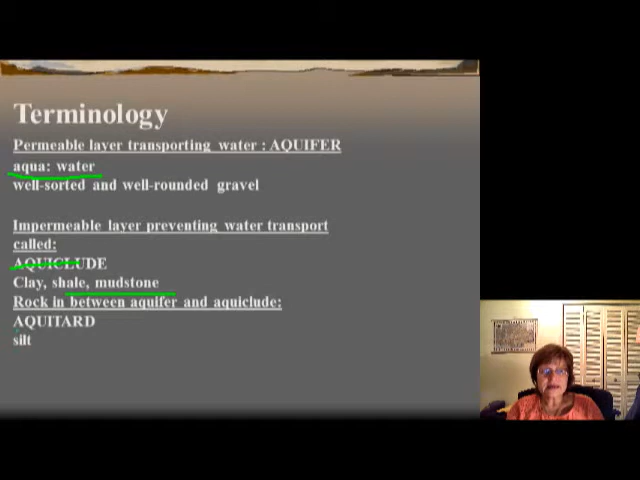 Terminology
Permeable layer transporting water : AQUIFER
aqua: water
well-sorted and well-rounded gravel
Impermeable layer preventing water transport
called:
AQUICLUDE
Clay, shale, mudstone
Rock in between aquifer and aquiclude:
AQUITARD
silt